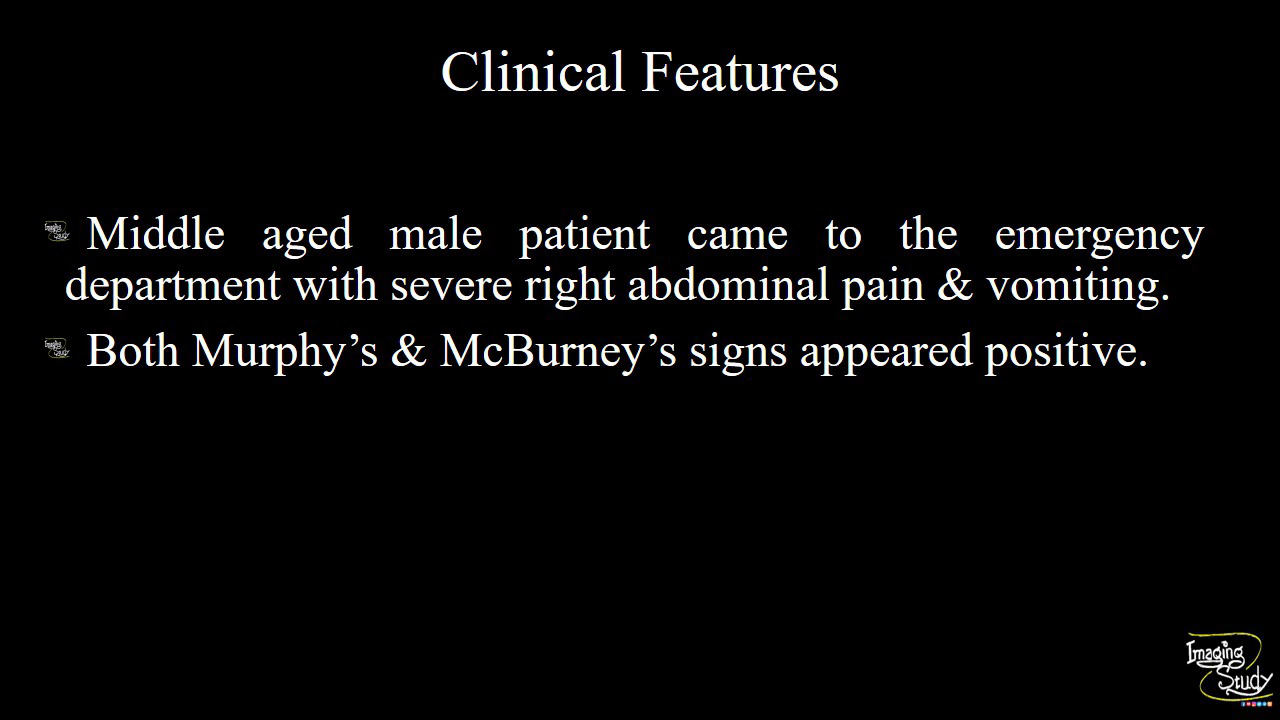 Clinical Features
Middle aged male patient came to the emergency
department with severe right abdominal pain & vomiting.
Both Murphy’s & McBurney’s signs appeared positive.
Imaging
Study